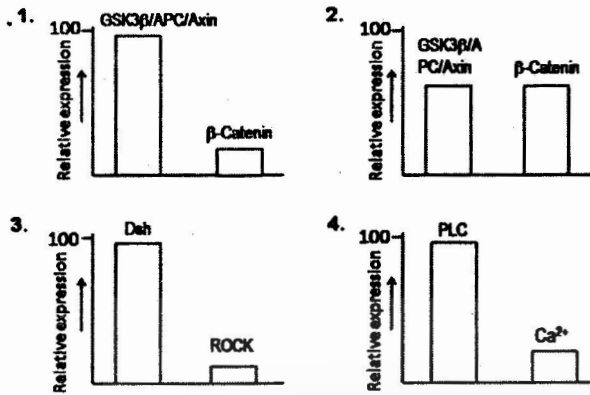 1.
GSK3β/APC/Axin
100
Relative expression
β-Catenin
2.
100
GSK3β/A
PC/Axin
β-Catenin
Relative expression
3.
100
Dsh
Relative expression
ROCK
4.
100
PLC
Relative expression
Ca²⁺